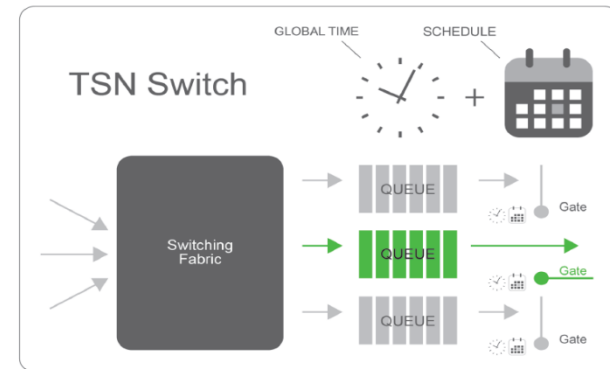 GLOBAL TIME
SCHEDULE
TSN Switch
+
QUEUE
Gate
Switching
Fabric
QUEUE
Gate
QUEUE
Gate